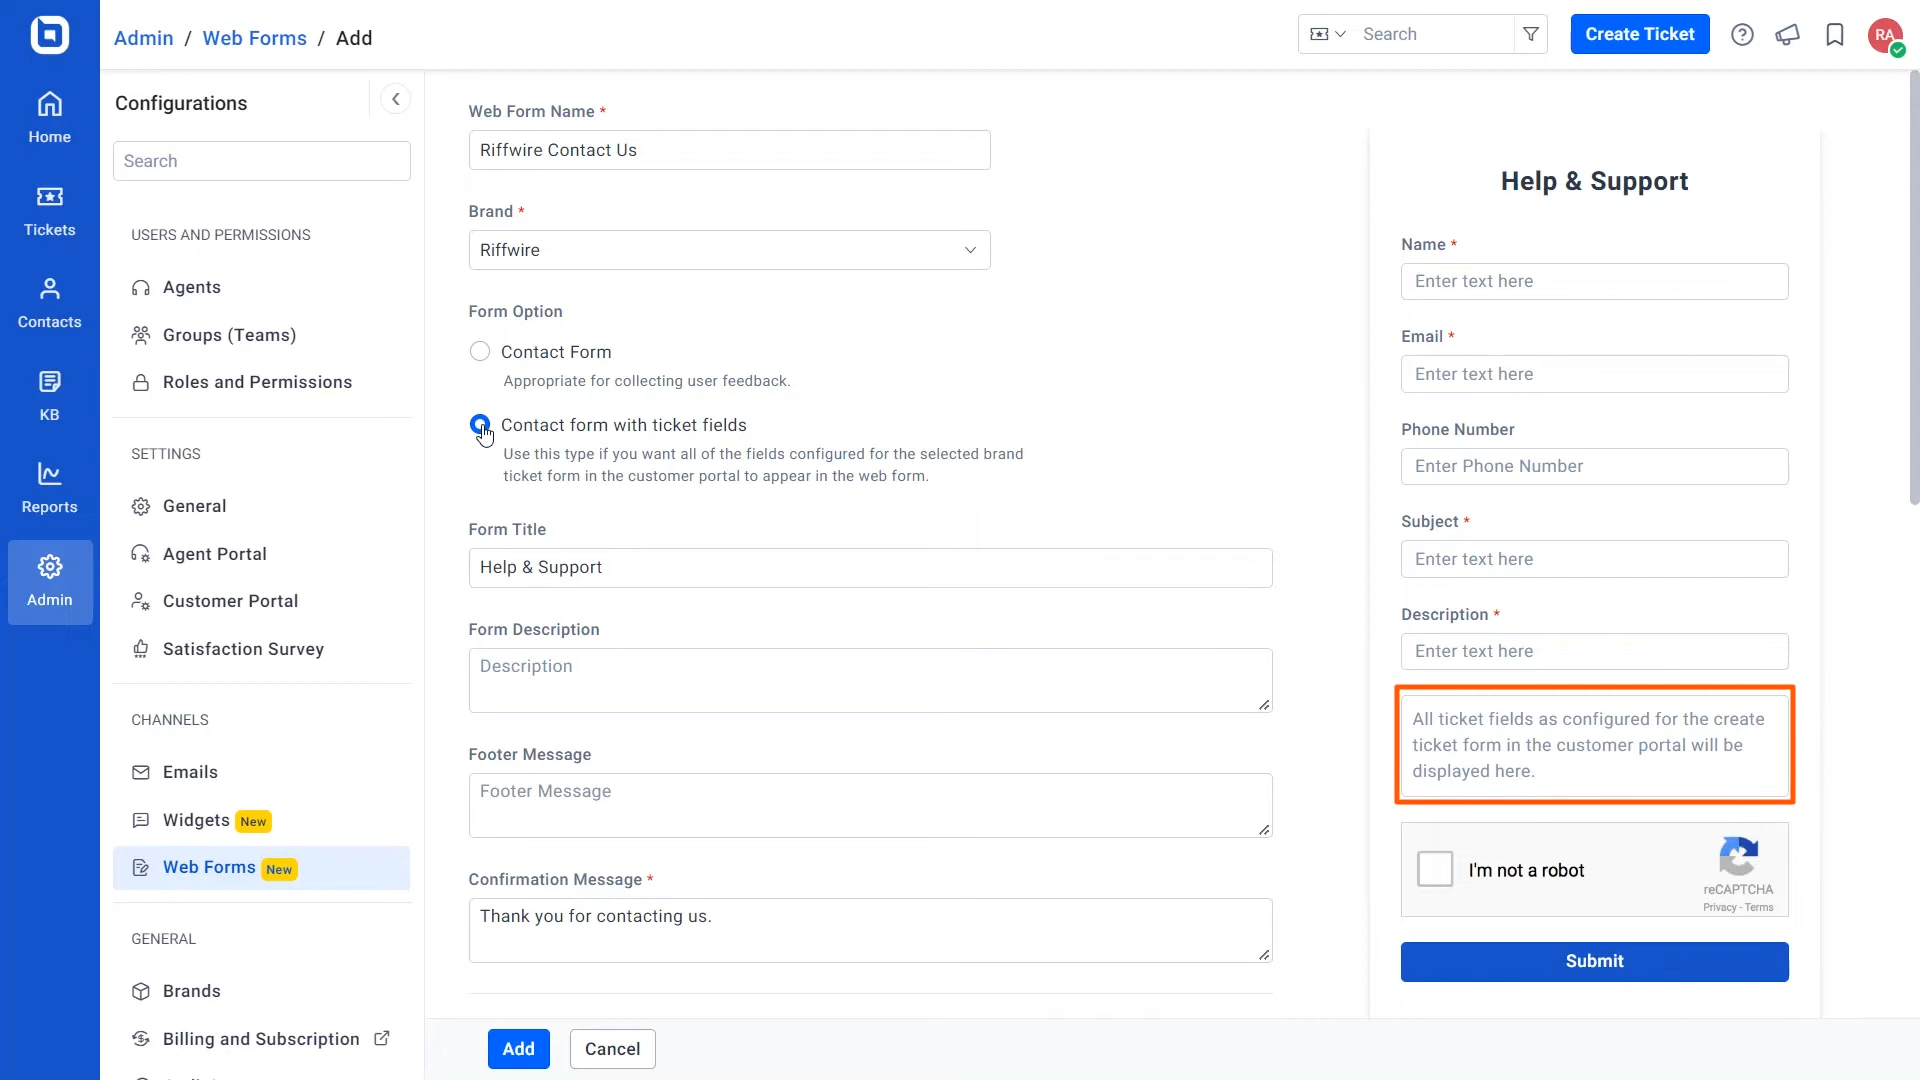 Admin / Web Forms / Add
Search
Create Ticket
RA
Home
Tickets
Contacts
KB
Reports
Admin
Configurations
Search
USERS AND PERMISSIONS
Agents
Groups (Teams)
Roles and Permissions
SETTINGS
General
Agent Portal
Customer Portal
Satisfaction Survey
CHANNELS
Emails
Widgets New
Web Forms New
GENERAL
Brands
Billing and Subscription
Web Form Name *
Riffwire Contact Us
Brand *
Riffwire
Form Option
Contact Form
Appropriate for collecting user feedback.
Contact form with ticket fields
Use this type if you want all of the fields configured for the selected brand
ticket form in the customer portal to appear in the web form.
Form Title
Help & Support
Form Description
Description
Footer Message
Footer Message
Confirmation Message *
Thank you for contacting us.
Add
Cancel
Help & Support
Name *
Enter text here
Email *
Enter text here
Phone Number
Enter Phone Number
Subject *
Enter text here
Description *
Enter text here
All ticket fields as configured for the create
ticket form in the customer portal will be
displayed here.
I'm not a robot
reCAPTCHA
Privacy - Terms
Submit